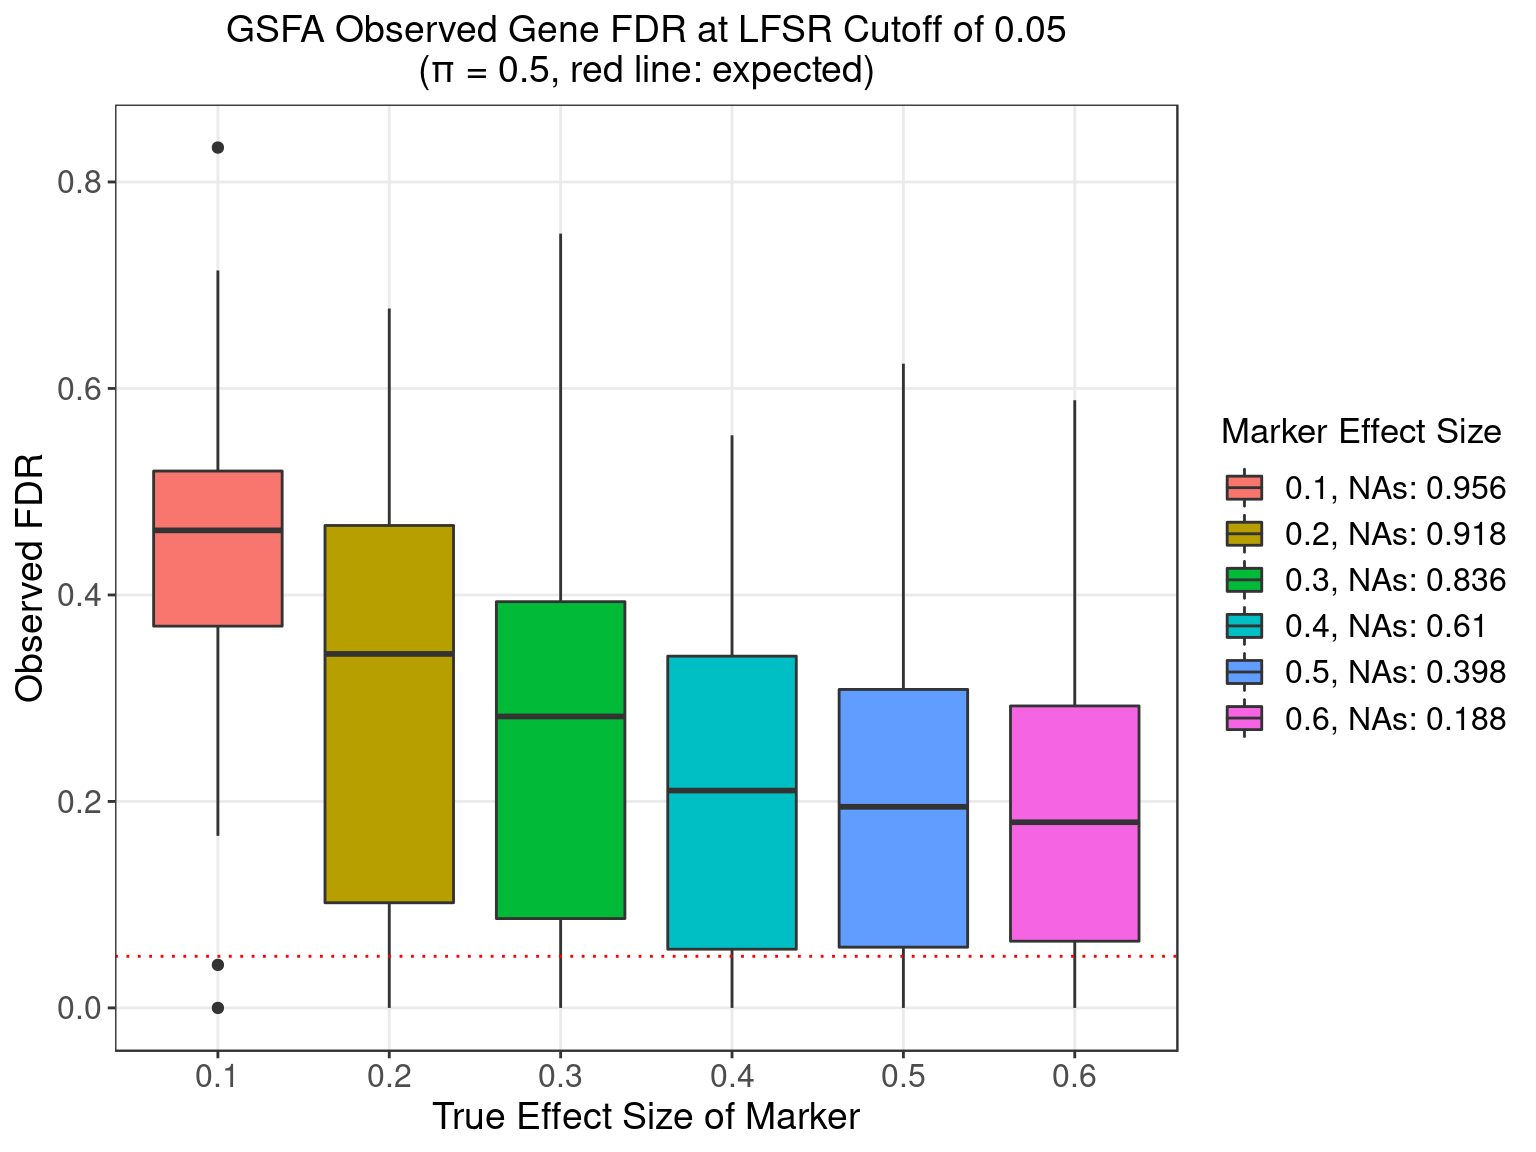 GSFA Observed Gene FDR at LFSR Cutoff of 0.05
(π = 0.5, red line: expected)
Observed FDR
0.8
0.6
0.4
0.2
0.0
0.1
0.2
0.3
0.4
0.5
0.6
True Effect Size of Marker
Marker Effect Size
0.1, NAs: 0.956
0.2, NAs: 0.918
0.3, NAs: 0.836
0.4, NAs: 0.61
0.5, NAs: 0.398
0.6, NAs: 0.188